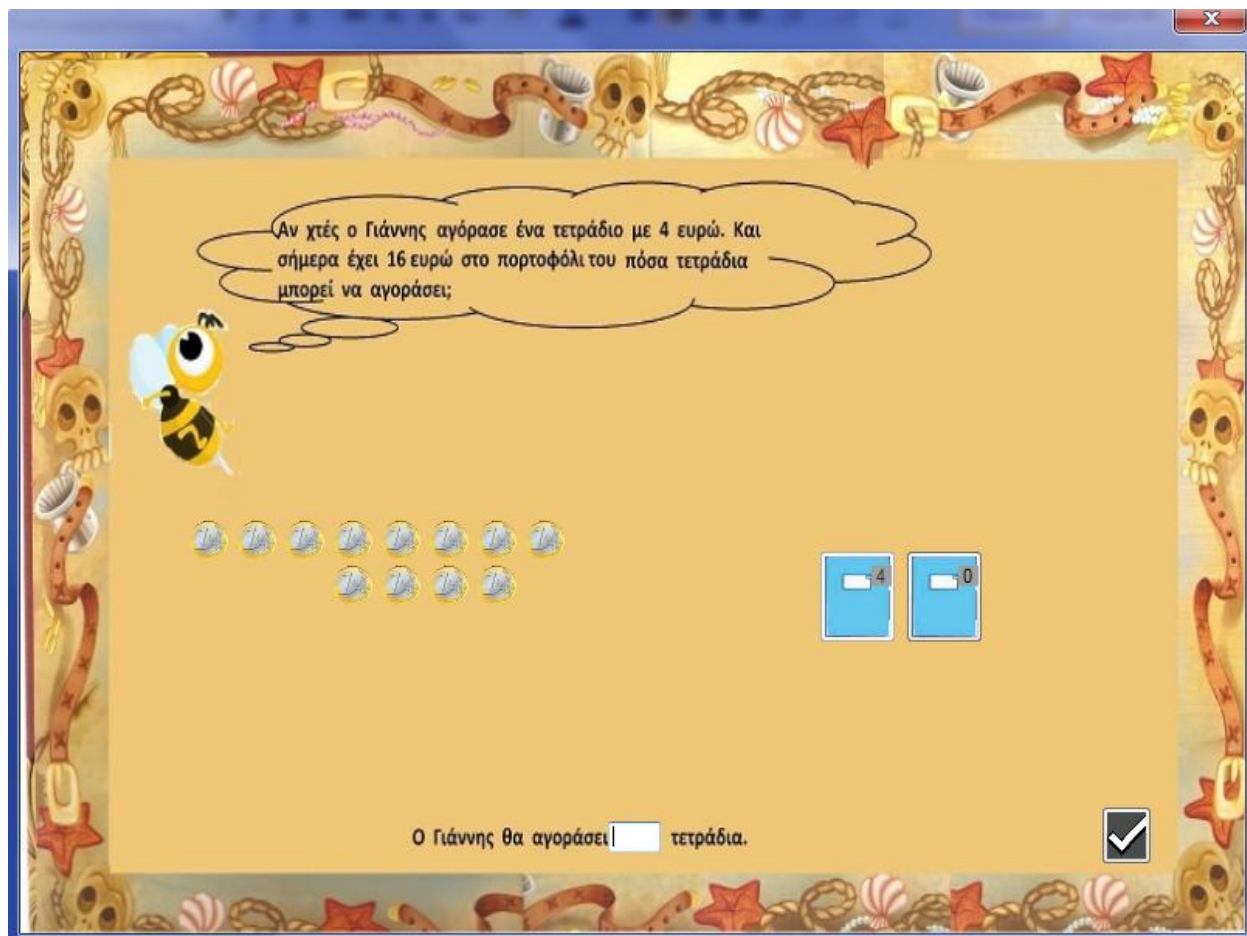 Αν χτές ο Γιάννης αγόρασε ένα τετράδιο με 4 ευρώ. Και
σήμερα έχει 16 ευρώ στο πορτοφόλι του πόσα τετράδια
μπορεί να αγοράσει;
4 0
Ο Γιάννης θα αγοράσει τετράδια.